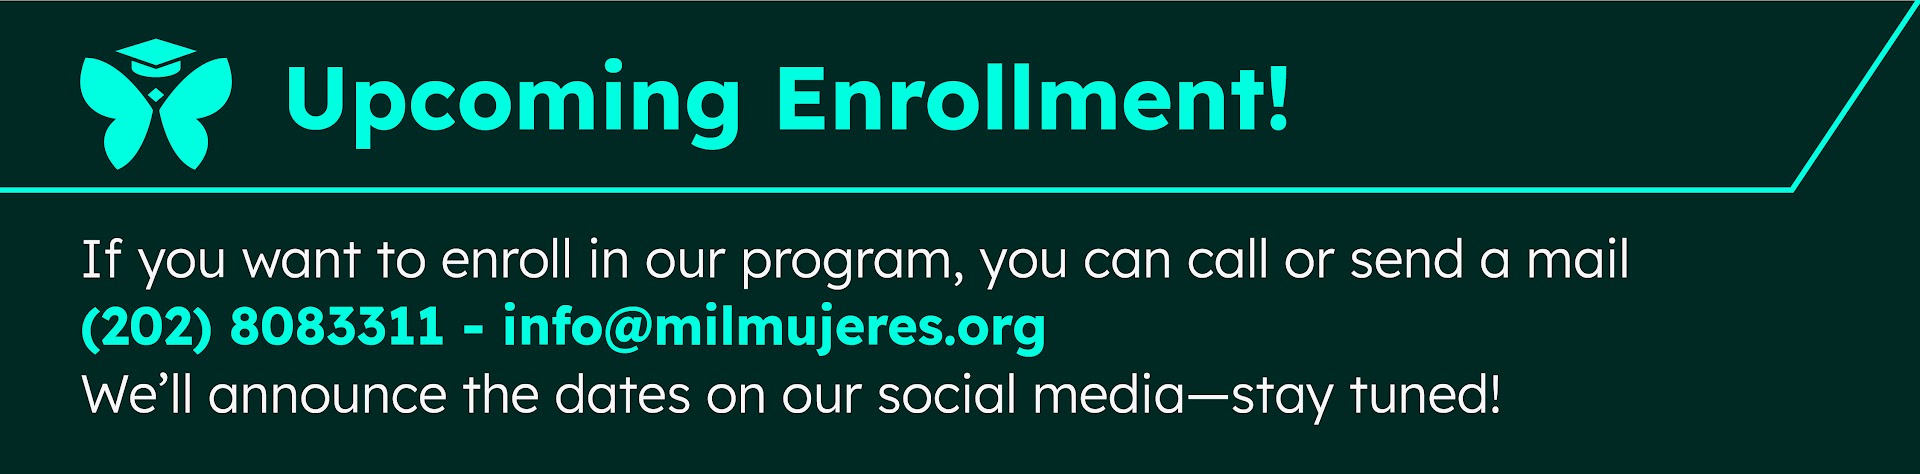 Upcoming Enrollment!
If you want to enroll in our program, you can call or send a mail
(202) 8083311 - info@milmujeres.org
We’ll announce the dates on our social media—stay tuned!